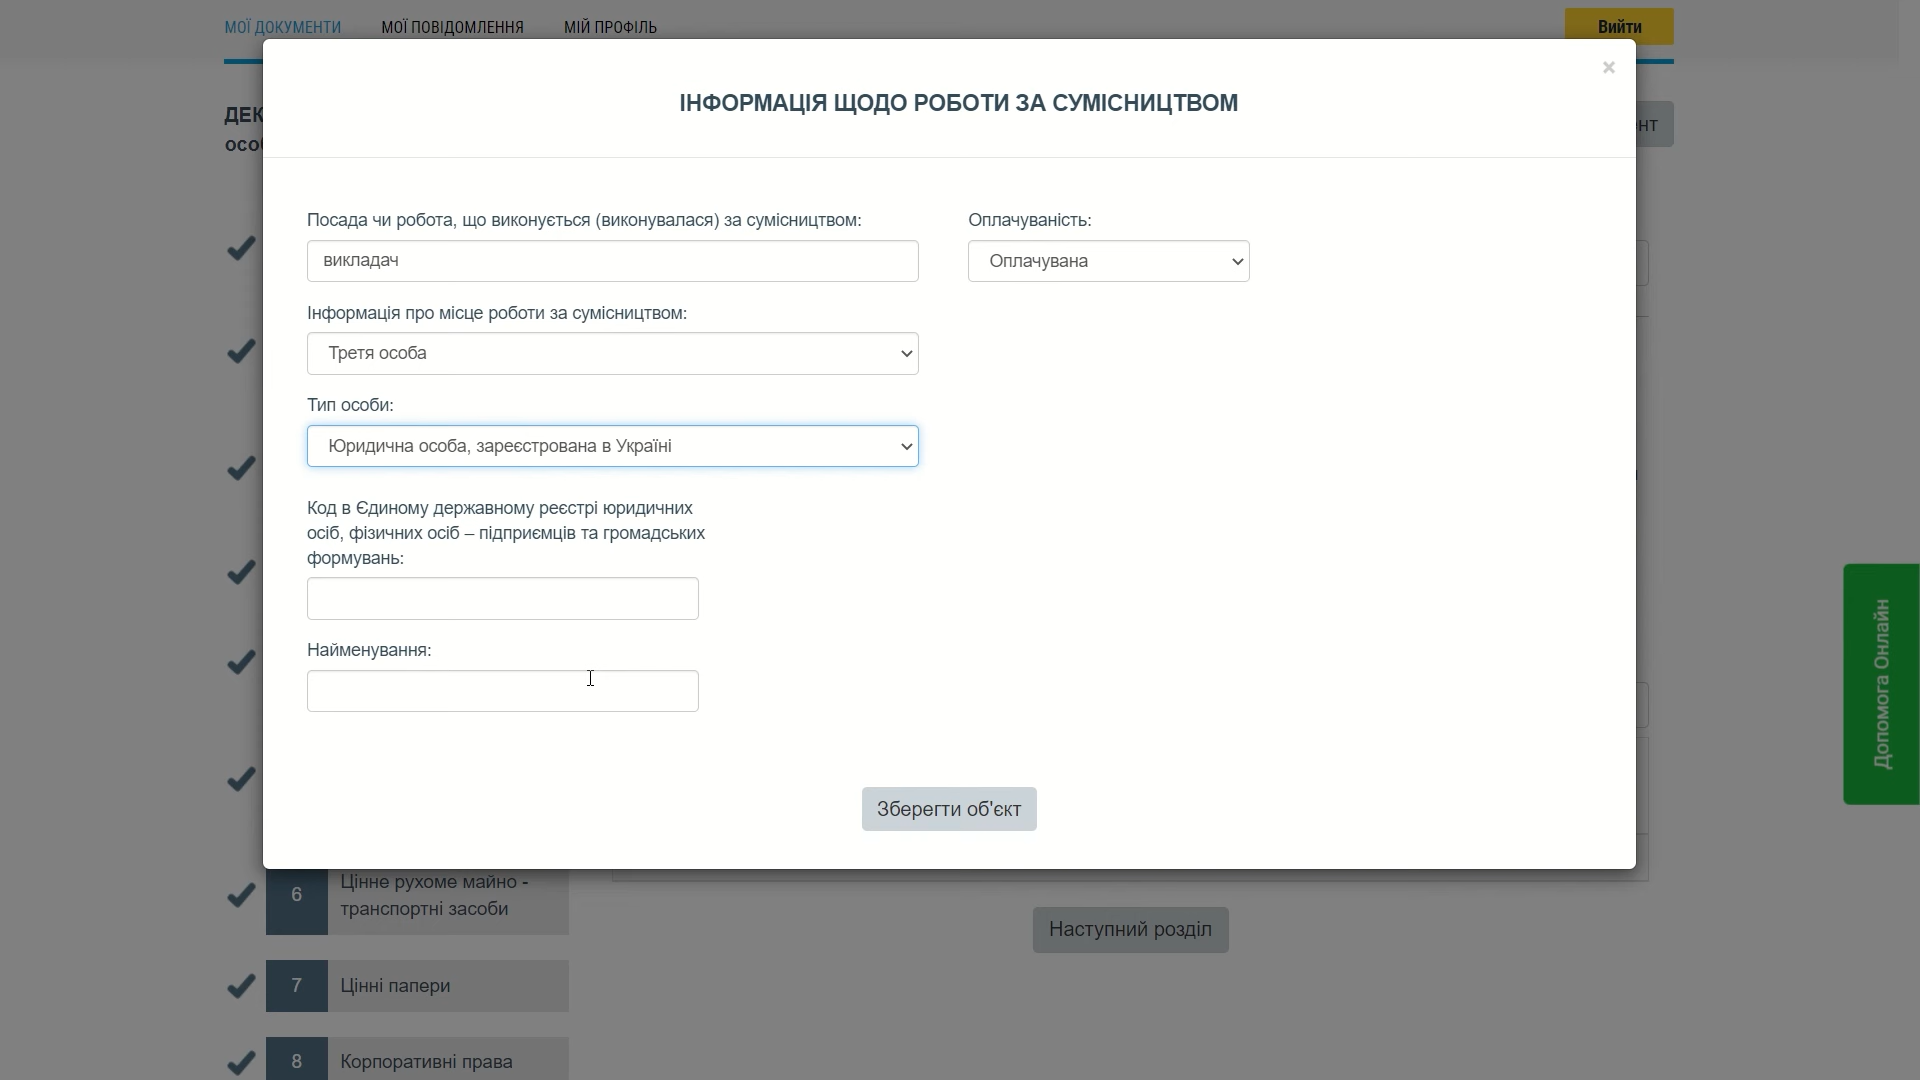 МОЇ ДОКУМЕНТИ
МОЇ ПОВІДОМЛЕННЯ
МІЙ ПРОФІЛЬ
Вийти
×
ІНФОРМАЦІЯ ЩОДО РОБОТИ ЗА СУМІСНИЦТВОМ
Посада чи робота, що виконується (виконувалася) за сумісництвом:
викладач
Оплачуваність:
Оплачувана
Інформація про місце роботи за сумісництвом:
Третя особа
Тип особи:
Юридична особа, зареєстрована в Україні
Код в Єдиному державному реєстрі юридичних
осіб, фізичних осіб – підприємців та громадських
формувань:
Найменування:
Зберегти об'єкт
6
Цінне рухоме майно -
транспортні засоби
Наступний розділ
7
Цінні папери
8
Корпоративні права
Допомога Онлайн